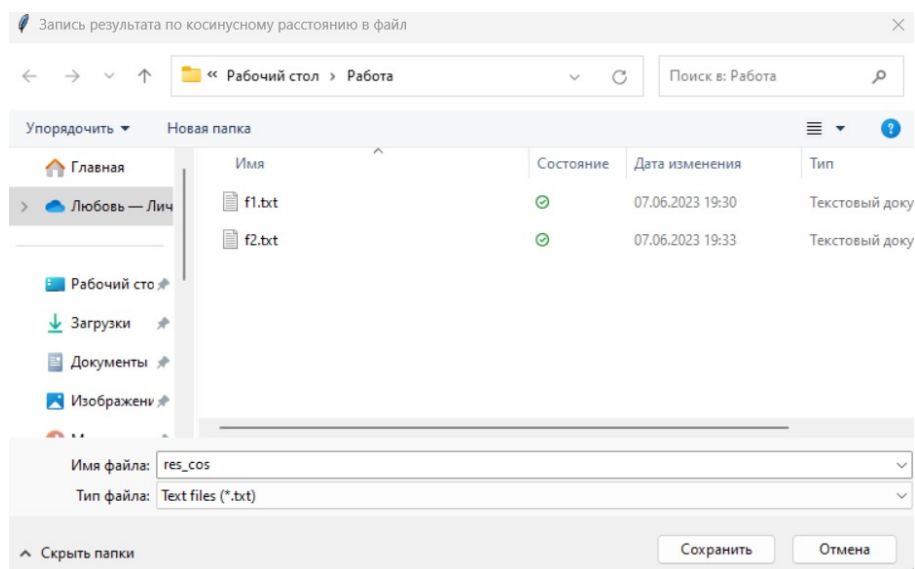 Запись результата по косинусному расстоянию в файл
« Рабочий стол › Работа
Поиск в: Работа
Упорядочить
Новая папка
Имя
Состояние
Дата изменения
Тип
Главная
Любовь — Лич
f1.txt
07.06.2023 19:30
Текстовый доку
f2.txt
07.06.2023 19:33
Текстовый доку
Рабочий сто
Загрузки
Документы
Изображени
Имя файла: res_cos
Тип файла: Text files (*.txt)
Скрыть папки
Сохранить
Отмена